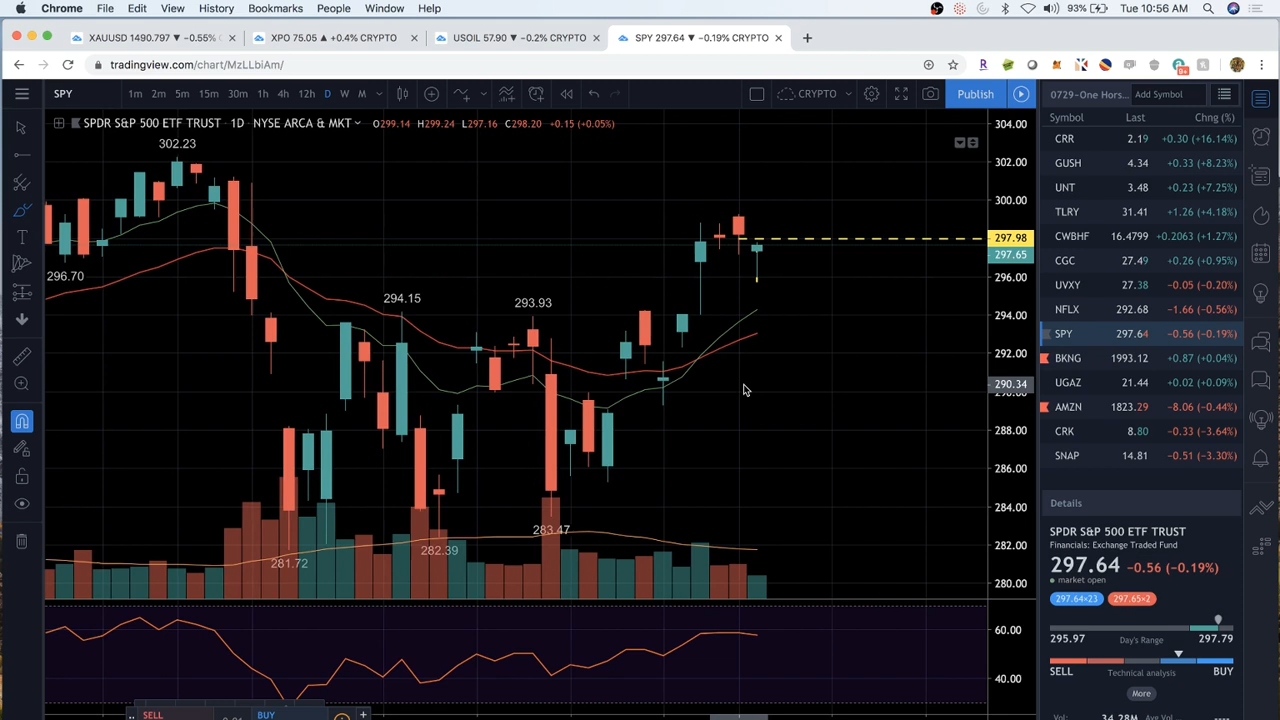 Chrome File Edit View History Bookmarks People Window Help 93% Tue 10:56 AM
XAUUSD 1490.797 ▼ −0.55% C XPO 75.05 ▲ +0.4% CRYPTO USOIL 57.90 ▼ −0.2% CRYPTO SPY 297.64 ▼ −0.19% CRYPTO
tradingview.com/chart/MzLLbiAm/
SPY 1m 2m 5m 15m 30m 1h 4h 12h D W M CRYPTO Publish 0729-One Hors Add Symbol
SPDR S&P 500 ETF TRUST · 1D · NYSE ARCA & MKT O299.14 H299.24 L297.16 C298.20 +0.15 (+0.05%)
Symbol Last Chng (%)
CRR 2.19 +0.30 (+16.14%)
GUSH 4.34 +0.33 (+8.23%)
UNT 3.48 +0.23 (+7.25%)
TLRY 31.41 +1.26 (+4.18%)
CWBHF 16.4799 +0.2063 (+1.27%)
CGC 27.49 +0.26 (+0.95%)
UVXY 27.38 −0.05 (−0.20%)
NFLX 292.68 −1.66 (−0.56%)
SPY 297.64 −0.56 (−0.19%)
BKNG 1993.12 +0.87 (+0.04%)
UGAZ 21.44 +0.02 (+0.09%)
AMZN 1823.29 −8.06 (−0.44%)
CRK 8.80 −0.33 (−3.64%)
SNAP 14.81 −0.51 (−3.30%)
302.23
296.70
294.15
293.93
281.72
282.39
283.47
304.00
302.00
300.00
297.98
297.65
296.00
294.00
292.00
290.34
288.00
286.00
284.00
282.00
280.00
60.00
40.00
Details
SPDR S&P 500 ETF TRUST
Financials: Exchange Traded Fund
297.64 −0.56 (−0.19%)
market open
297.64×23 297.65×2
295.97 Day's Range 297.79
SELL Technical analysis BUY
More
SELL BUY